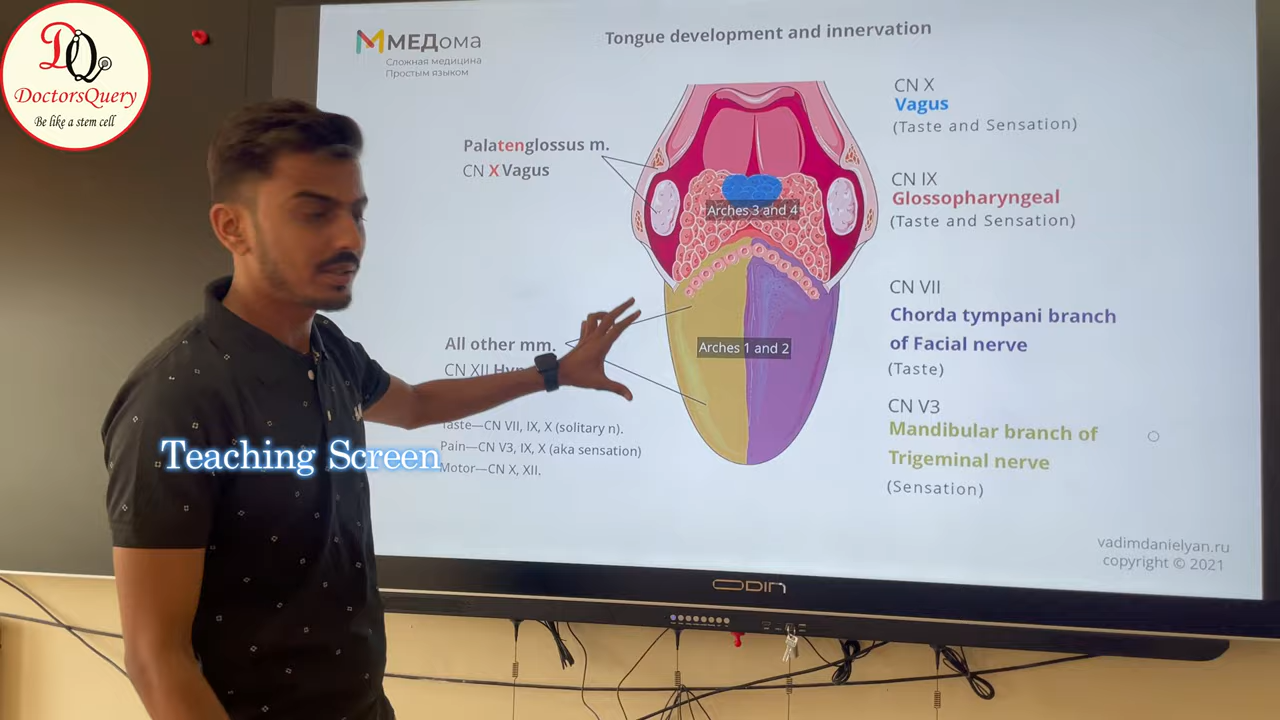 DQ
DoctorsQuery
Be like a stem cell
МЕДома
Сложная медицина
Простым языком
Tongue development and innervation
Palatenglossus m.
CN X Vagus
All other mm.
CN XII
Taste—CN VII, IX, X (solitary n).
Pain—CN V3, IX, X (aka sensation)
Motor—CN X, XII.
Arches 3 and 4
Arches 1 and 2
CN X
Vagus
(Taste and Sensation)
CN IX
Glossopharyngeal
(Taste and Sensation)
CN VII
Chorda tympani branch
of Facial nerve
(Taste)
CN V3
Mandibular branch of
Trigeminal nerve
(Sensation)
vadimdanielyan.ru
copyright © 2021
Teaching Screen
ODIN